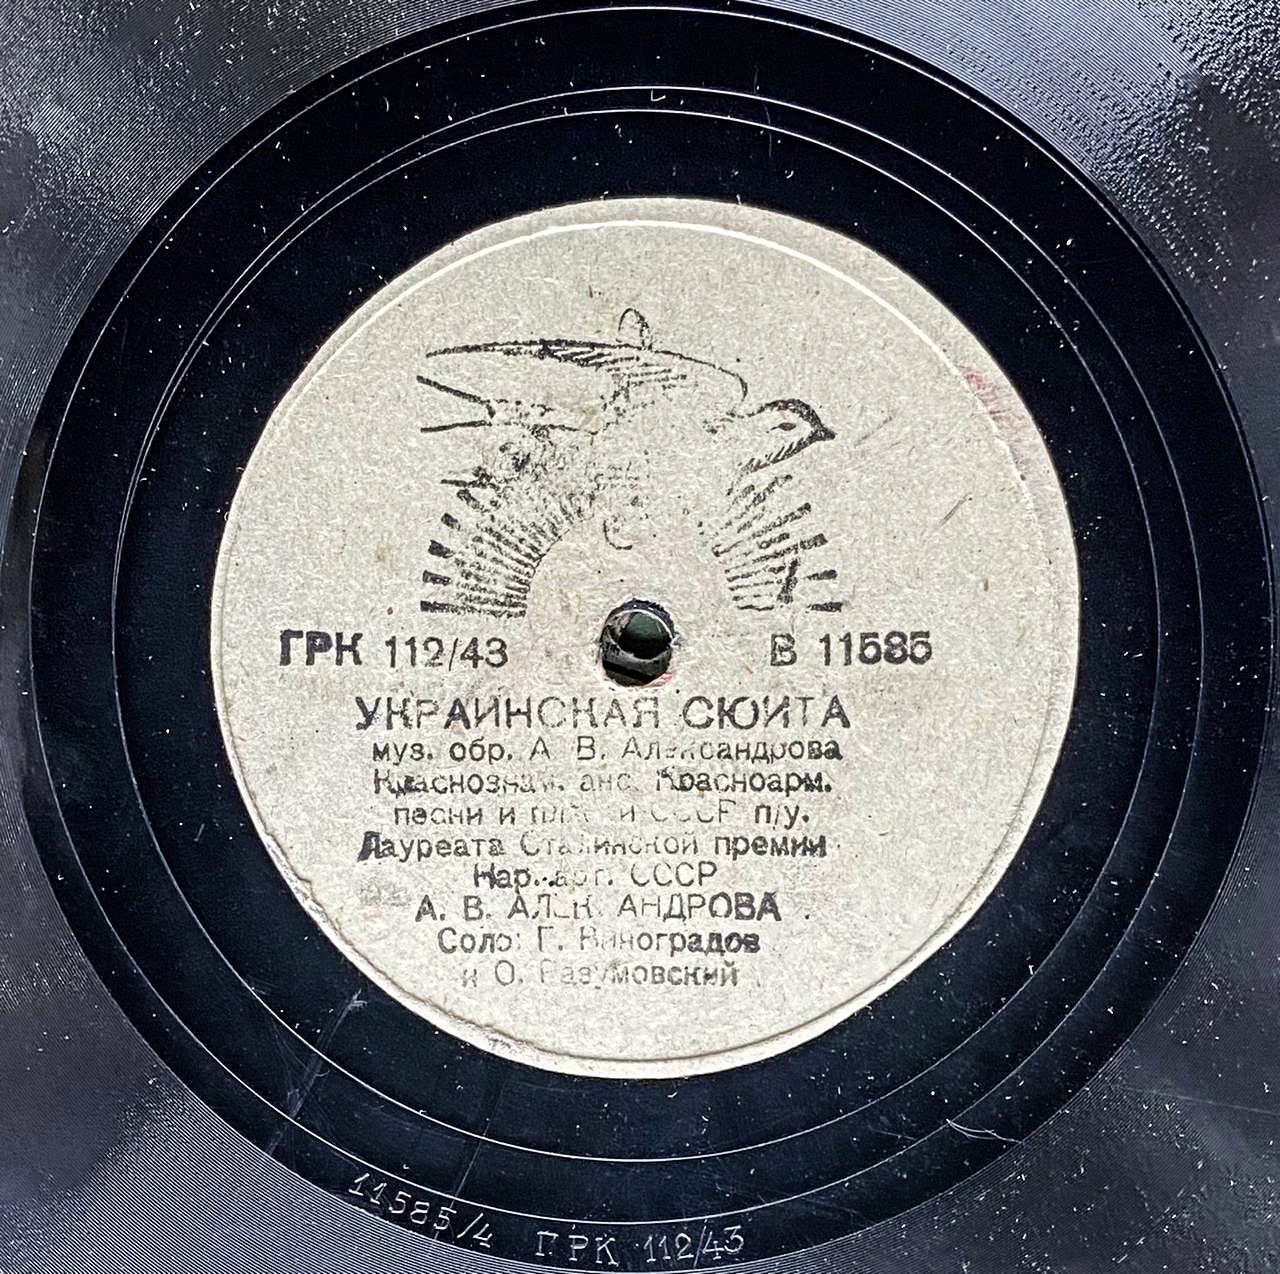 ГРК 112/43 В 11585
УКРАИНСКАЯ СЮИТА
муз. обр. А. В. Александрова
Краснознам. анс. Красноарм.
песни и пляски СССР п/у.
Лауреата Сталинской премии
Нар. арт. СССР
А. В. АЛЕКСАНДРОВА
Соло: Г. Виноградов
и О. Разумовский
11585/4 ГРК 112/43